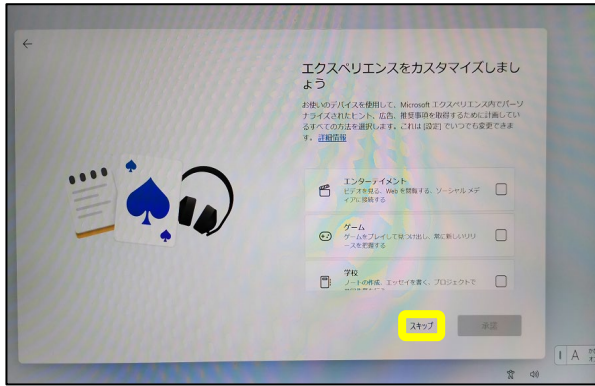 エクスペリエンスをカスタマイズしまし
ょう
お使いのデバイスを使用して、Microsoft エクスペリエンス内でパーソ
ナライズされたヒント、広告、推奨事項を取得するために計画してい
るすべての方法を選択します。これは [設定] でいつでも変更できま
す。 詳細情報
エンターテイメント
ビデオを見る、Web を閲覧する、ソーシャル メデ
ィアに接続する
ゲーム
ゲームをプレイして見つけ出し、常に新しいリリ
ースを把握する
学校
ノートの作成、エッセイを書く、プロジェクトで
スキップ
承諾
A